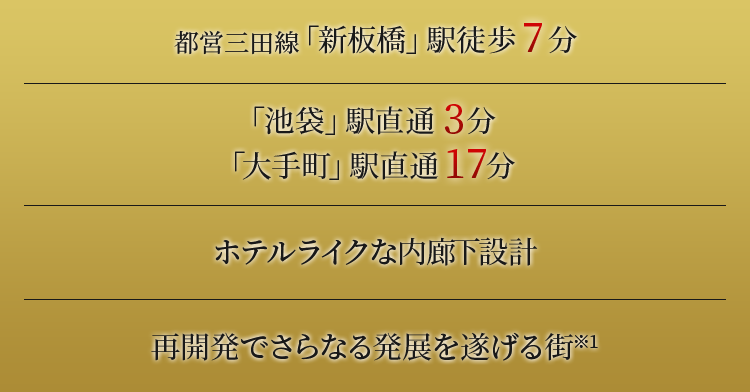 都営三田線「新板橋」駅徒歩7分
「池袋」駅直通3分
「大手町」駅直通17分
ホテルライクな内廊下設計
再開発でさらなる発展を遂げる街※1